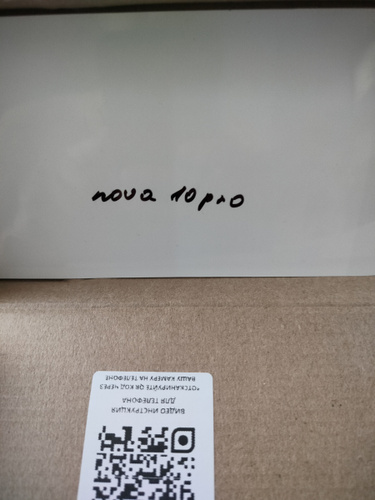 nova 10pro
ВИДЕО ИНСТРУКЦИЯ
ДЛЯ ТЕЛЕФОНА
*ОТСКАНИРУЙТЕ QR КОД ЧЕРЕЗ
ВАШУ КАМЕРУ НА ТЕЛЕФОНЕ